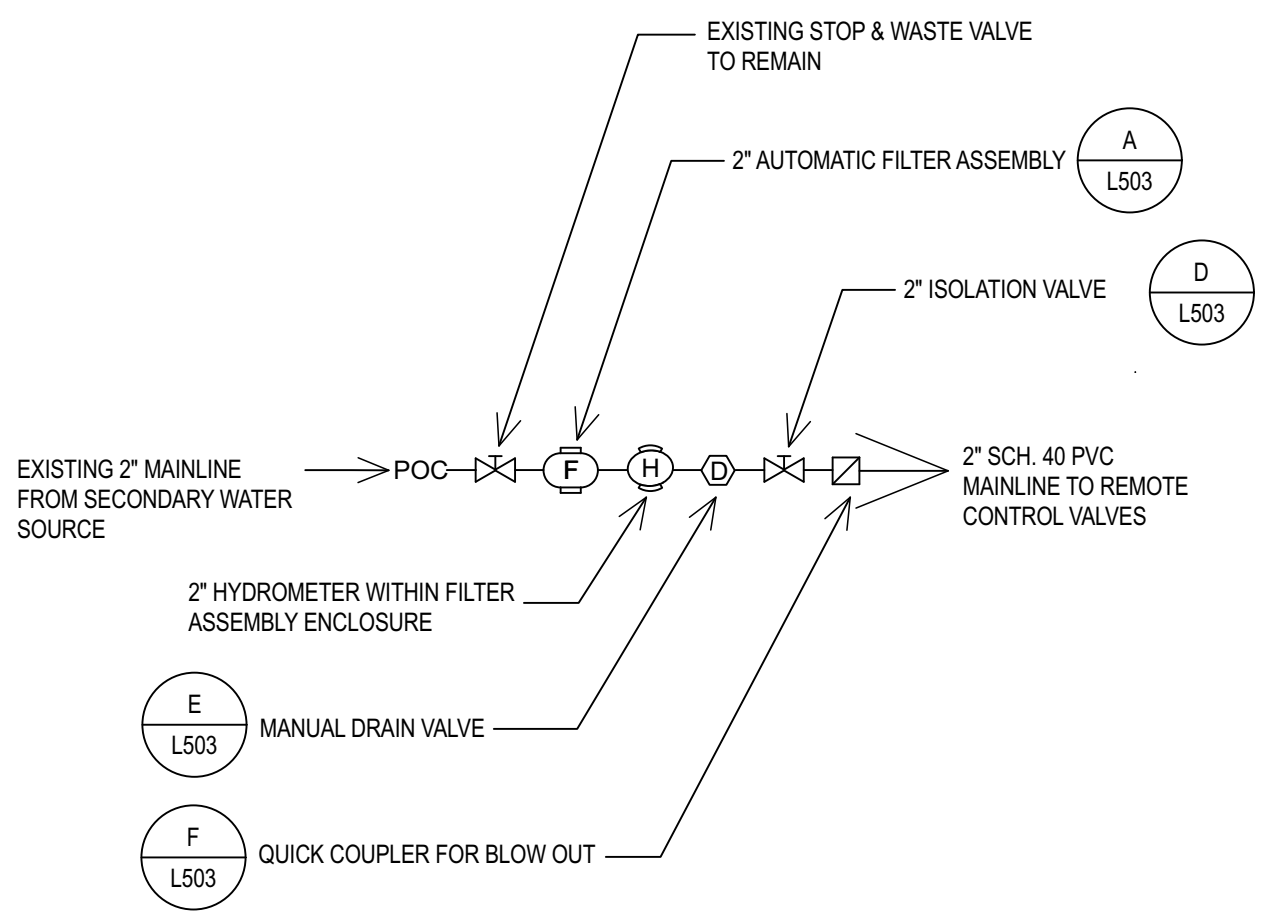 EXISTING STOP & WASTE VALVE
TO REMAIN
2" AUTOMATIC FILTER ASSEMBLY
A
L503
2" ISOLATION VALVE
D
L503
EXISTING 2" MAINLINE
FROM SECONDARY WATER
SOURCE
POC
F
H
D
2" SCH. 40 PVC
MAINLINE TO REMOTE
CONTROL VALVES
2" HYDROMETER WITHIN FILTER
ASSEMBLY ENCLOSURE
E
L503
MANUAL DRAIN VALVE
F
L503
QUICK COUPLER FOR BLOW OUT